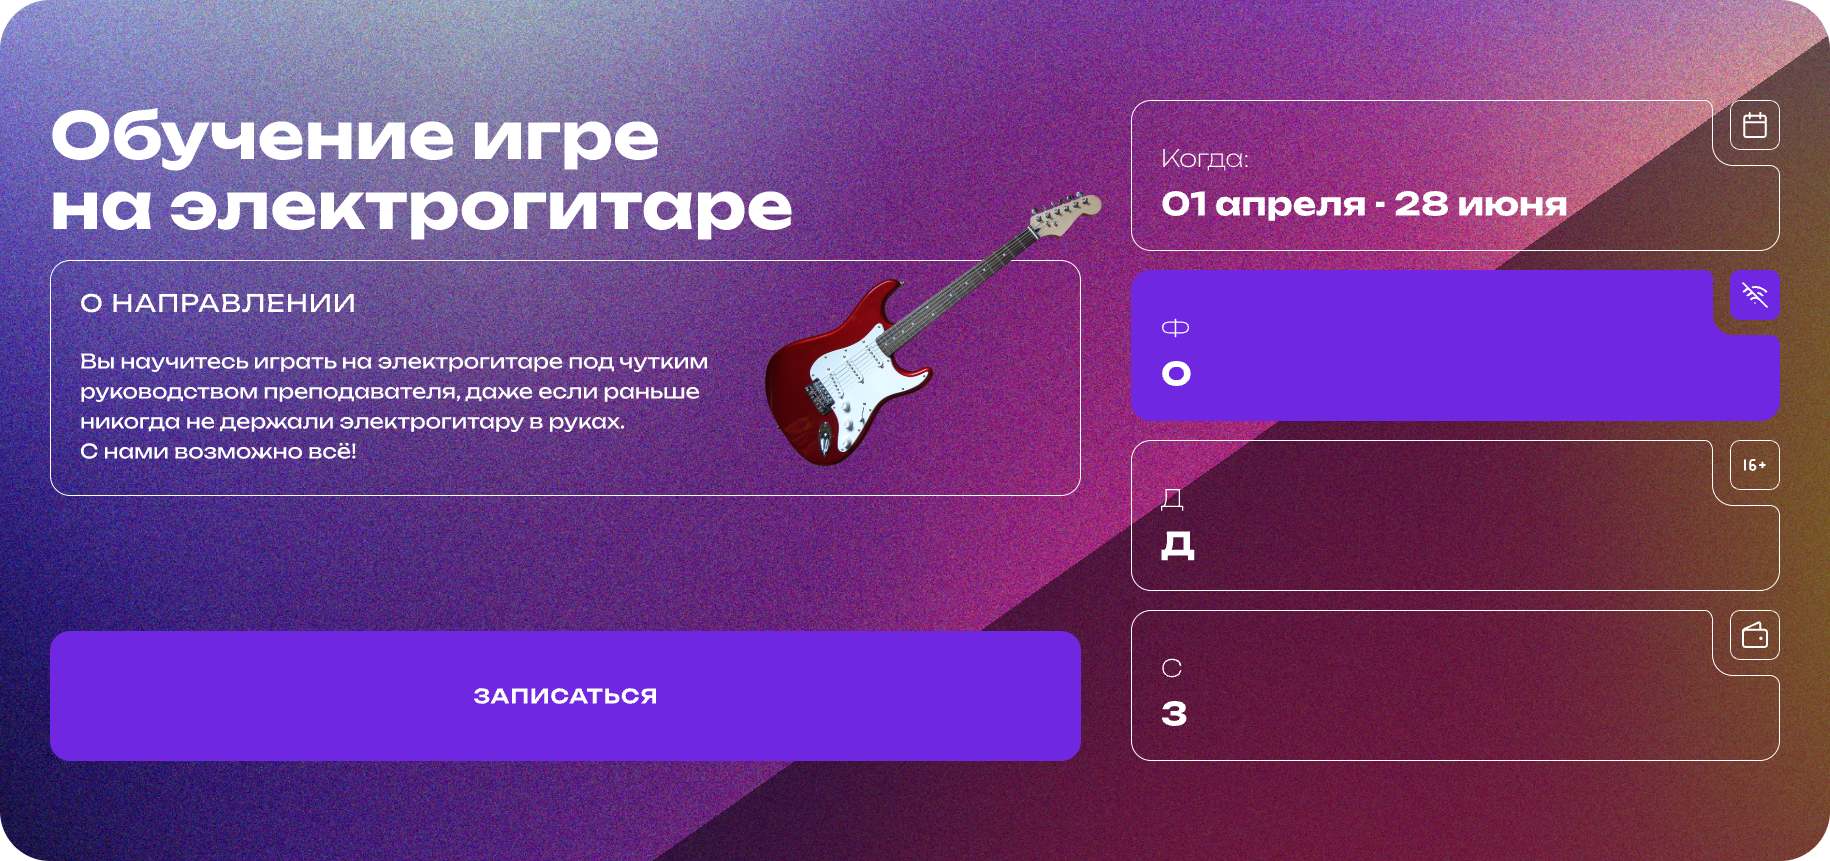 Обучение игре
на электрогитаре
О НАПРАВЛЕНИИ
Вы научитесь играть на электрогитаре под чутким
руководством преподавателя, даже если раньше
никогда не держали электрогитару в руках.
С нами возможно всё!
ЗАПИСАТЬСЯ
Когда:
01 апреля - 28 июня
Ф
О
16+
Д
Д
С
З